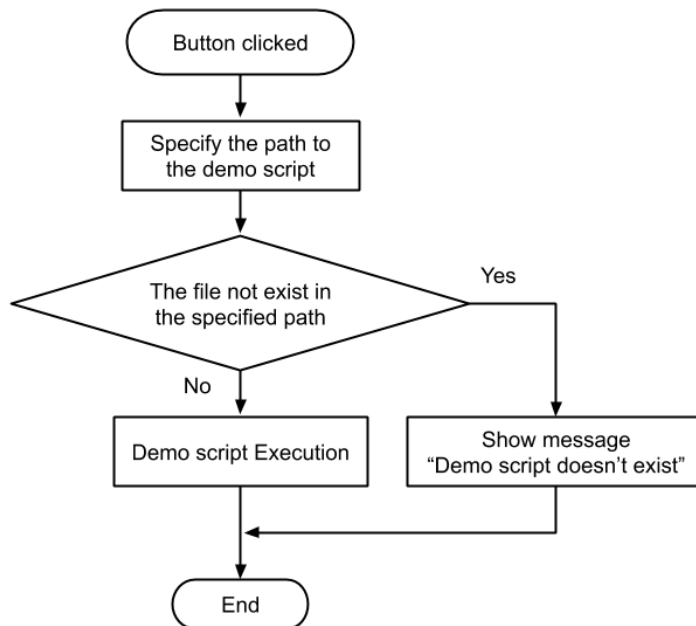 Button clicked
Specify the path to
the demo script
The file not exist in
the specified path
Yes
No
Demo script Execution
Show message
“Demo script doesn’t exist”
End